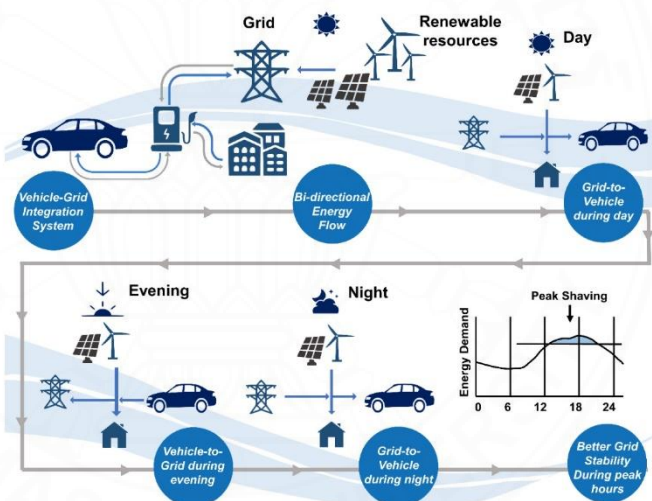 Grid
Renewable
resources
Day
Vehicle-Grid
Integration
System
Bi-directional
Energy
Flow
Grid-to-
Vehicle
during day
Evening
Night
Peak Shaving
Energy Demand
0 6 12 18 24
Vehicle-to-
Grid during
evening
Grid-to-
Vehicle
during night
Better Grid
Stability
During peak
hours